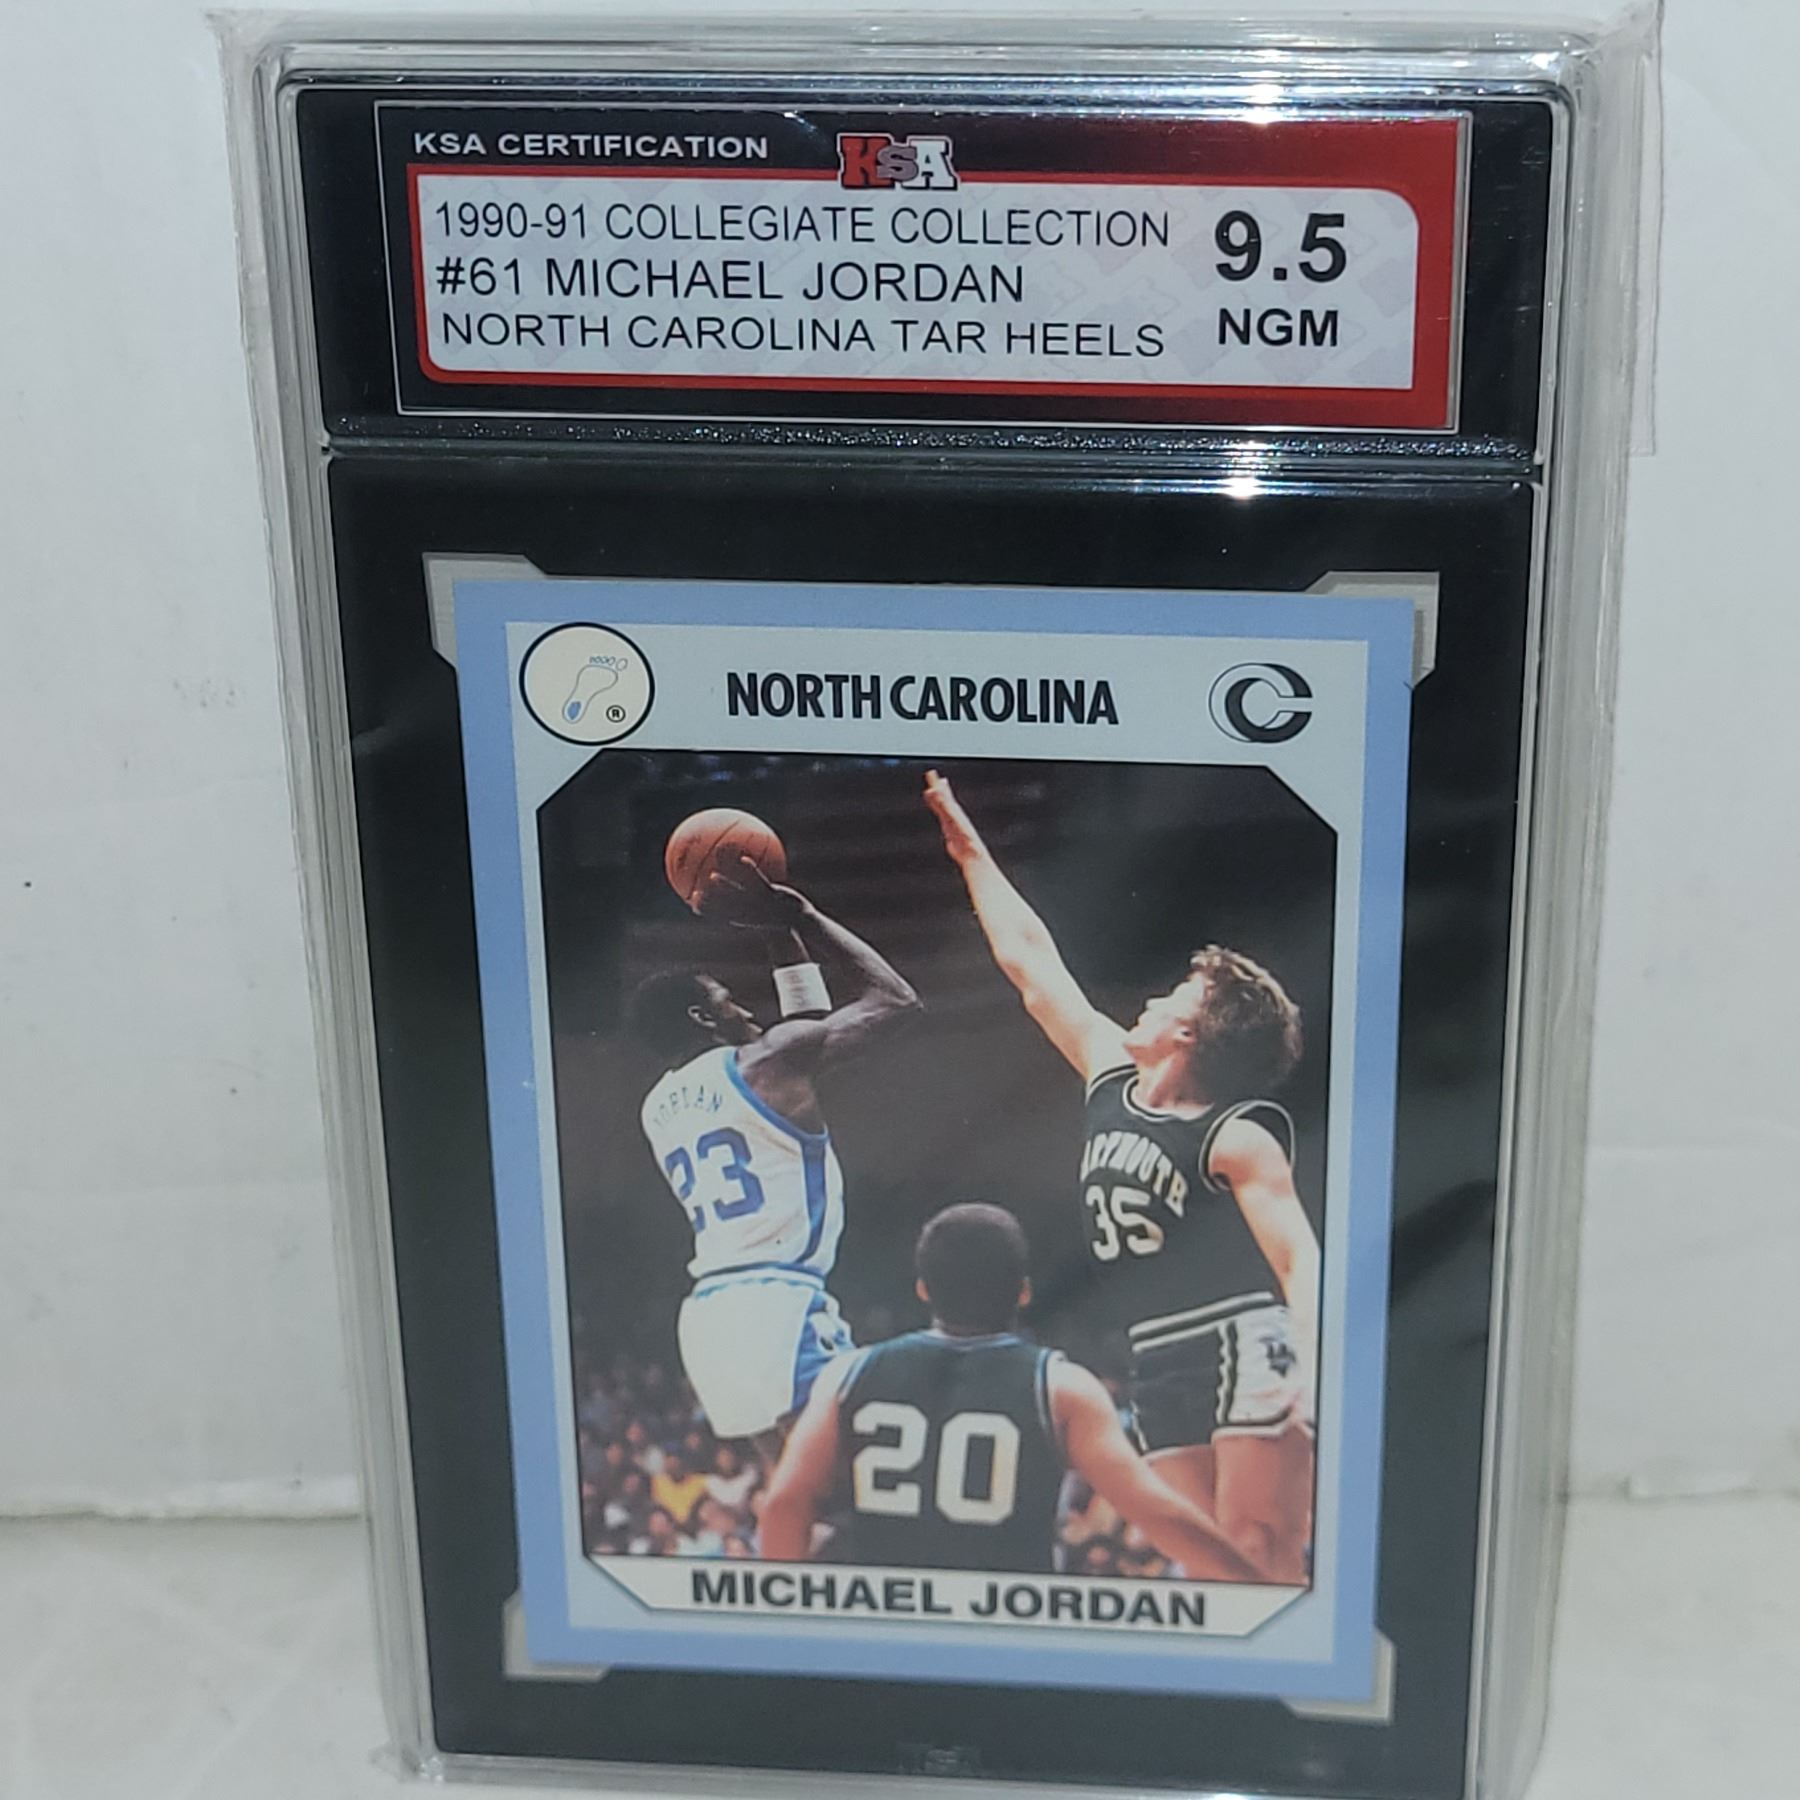 KSA CERTIFICATION
KSA
1990-91 COLLEGIATE COLLECTION
#61 MICHAEL JORDAN
NORTH CAROLINA TAR HEELS
9.5
NGM
®
NORTH CAROLINA
C
JORDAN
23
35
20
MICHAEL JORDAN